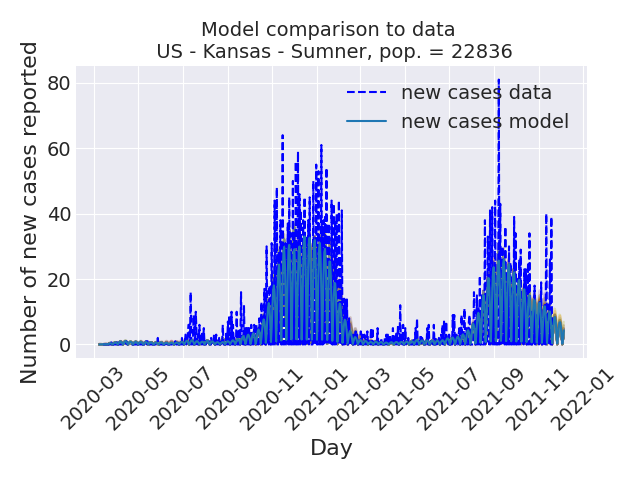 Model comparison to data
US - Kansas - Sumner, pop. = 22836
Number of new cases reported
80
60
40
20
0
new cases data
new cases model
2020-03
2020-05
2020-07
2020-09
2020-11
2021-01
2021-03
2021-05
2021-07
2021-09
2021-11
2022-01
Day